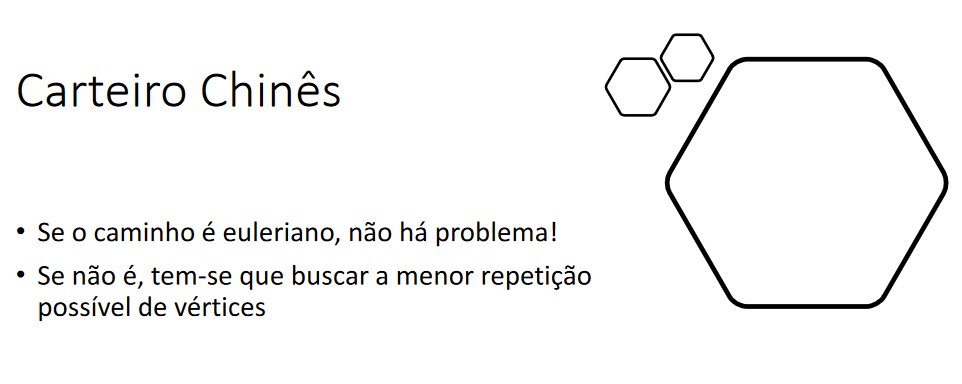 Carteiro Chinês
• Se o caminho é euleriano, não há problema!
• Se não é, tem-se que buscar a menor repetição
possível de vértices